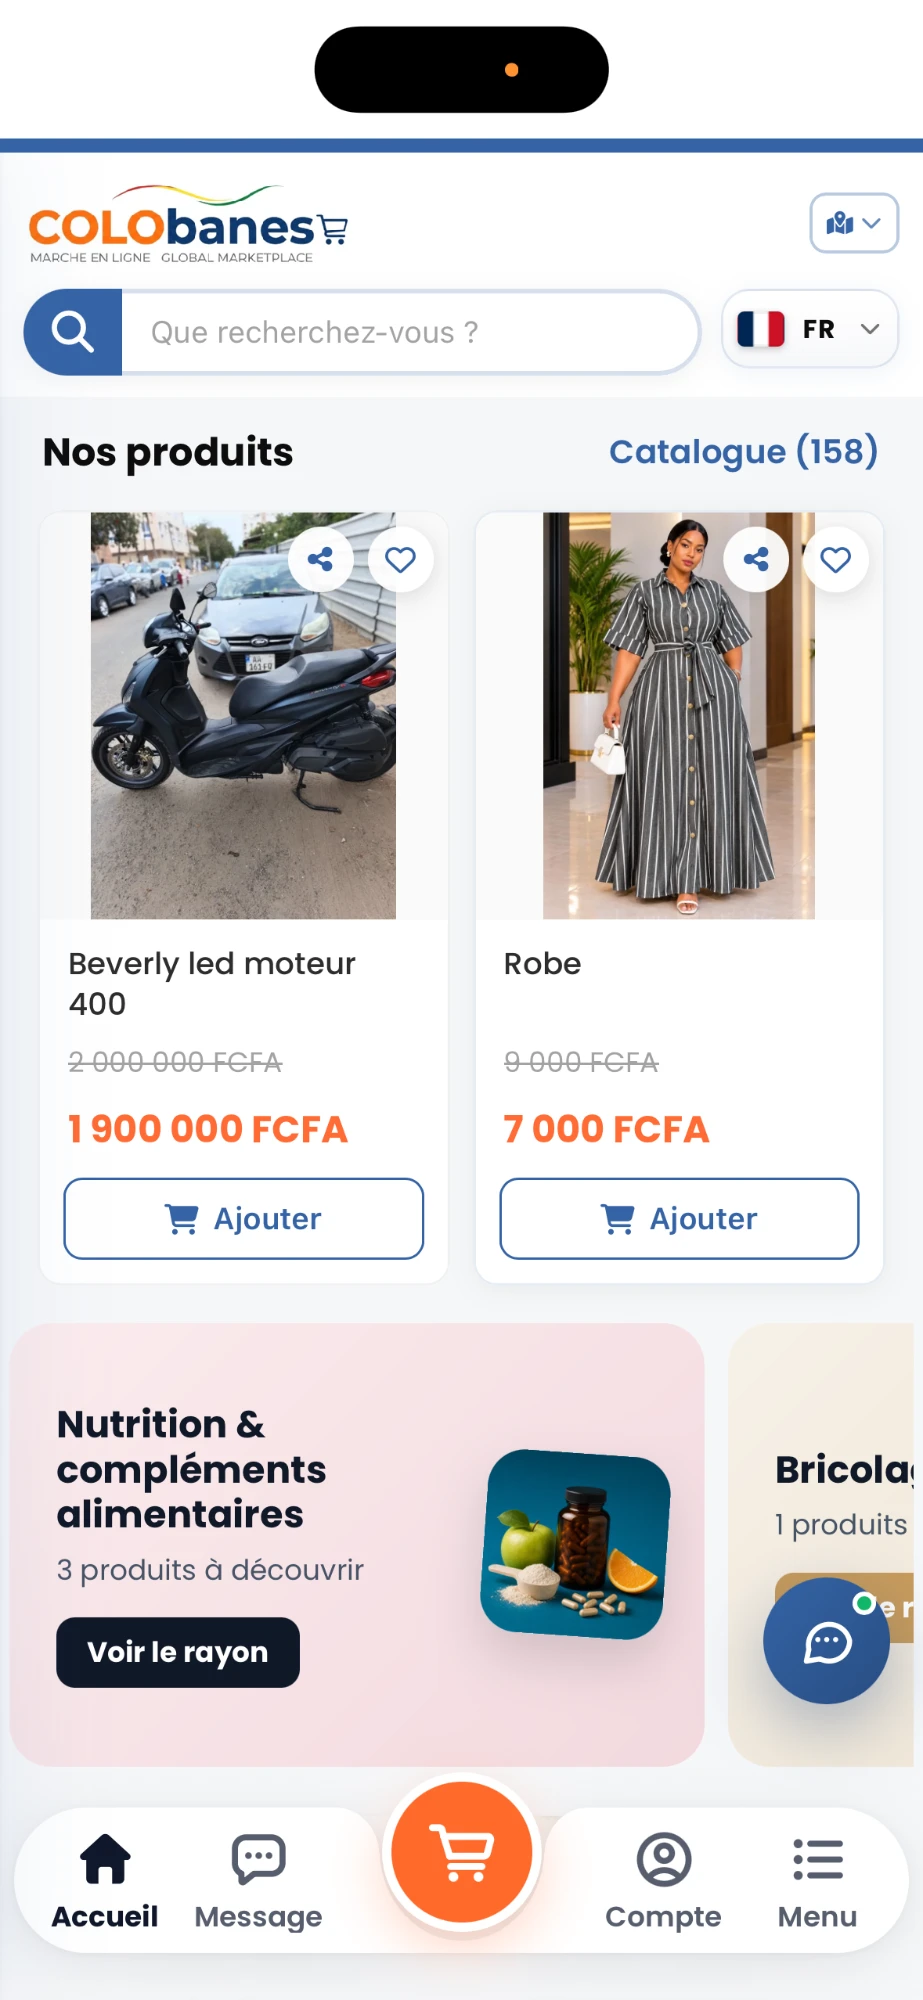 COLObanes
MARCHE EN LIGNE GLOBAL MARKETPLACE
Que recherchez-vous ?
FR
Nos produits
Catalogue (158)
Beverly led moteur
400
2 000 000 FCFA
1 900 000 FCFA
Ajouter
Robe
9 000 FCFA
7 000 FCFA
Ajouter
Nutrition &
compléments
alimentaires
3 produits à découvrir
Voir le rayon
Bricola
1 produits
Accueil
Message
Compte
Menu